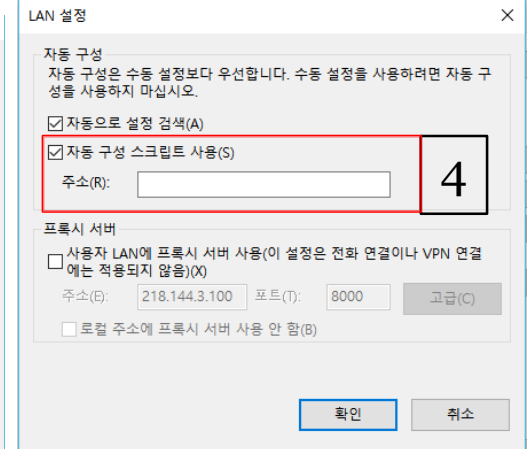 LAN 설정
자동 구성
자동 구성은 수동 설정보다 우선합니다. 수동 설정을 사용하려면 자동 구
성을 사용하지 마십시오.
자동으로 설정 검색(A)
자동 구성 스크립트 사용(S)
주소(R):
4
프록시 서버
사용자 LAN에 프록시 서버 사용(이 설정은 전화 연결이나 VPN 연결
에는 적용되지 않음)(X)
주소(E): 218.144.3.100 포트(T): 8000 고급(C)
로컬 주소에 프록시 서버 사용 안 함(B)
확인 취소